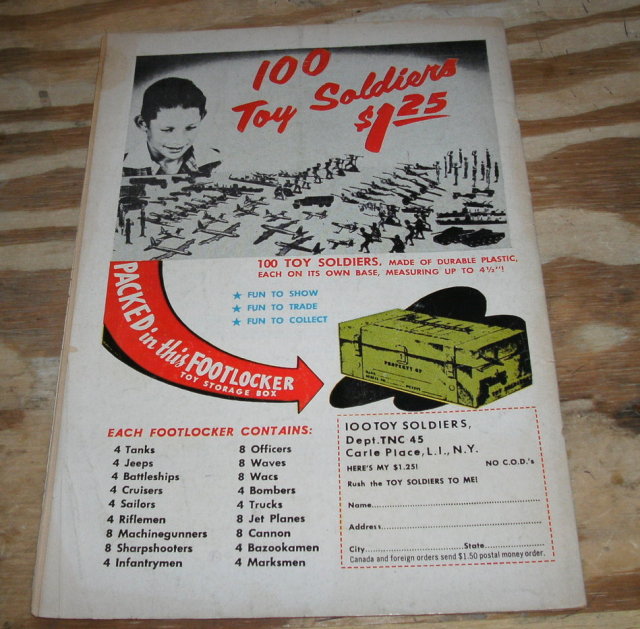 100
Toy Soldiers
$1.25
100 TOY SOLDIERS, MADE OF DURABLE PLASTIC,
EACH ON ITS OWN BASE, MEASURING UP TO 4½"!
★ FUN TO SHOW
★ FUN TO TRADE
★ FUN TO COLLECT
PACKED in this FOOTLOCKER
TOY STORAGE BOX
PROPERTY OF
EACH FOOTLOCKER CONTAINS:
4 Tanks
4 Jeeps
4 Battleships
4 Cruisers
4 Sailors
4 Riflemen
8 Machinegunners
8 Sharpshooters
4 Infantrymen
8 Officers
8 Waves
8 Wacs
4 Bombers
4 Trucks
8 Jet Planes
8 Cannon
4 Bazookamen
4 Marksmen
100 TOY SOLDIERS,
Dept. TNC 45
Carle Place, L.I., N.Y.
HERE'S MY $1.25! NO C.O.D.'s
Rush the TOY SOLDIERS TO ME!
Name
Address
City State
Canada and foreign orders send $1.50 postal money order.